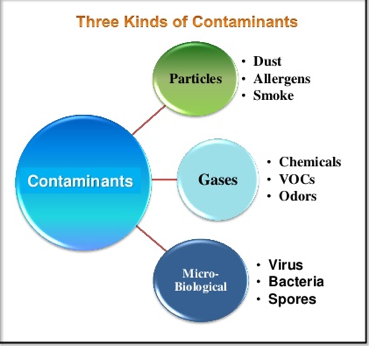 Three Kinds of Contaminants
Particles
• Dust
• Allergens
• Smoke
Contaminants
Gases
• Chemicals
• VOCs
• Odors
Micro-
Biological
• Virus
• Bacteria
• Spores